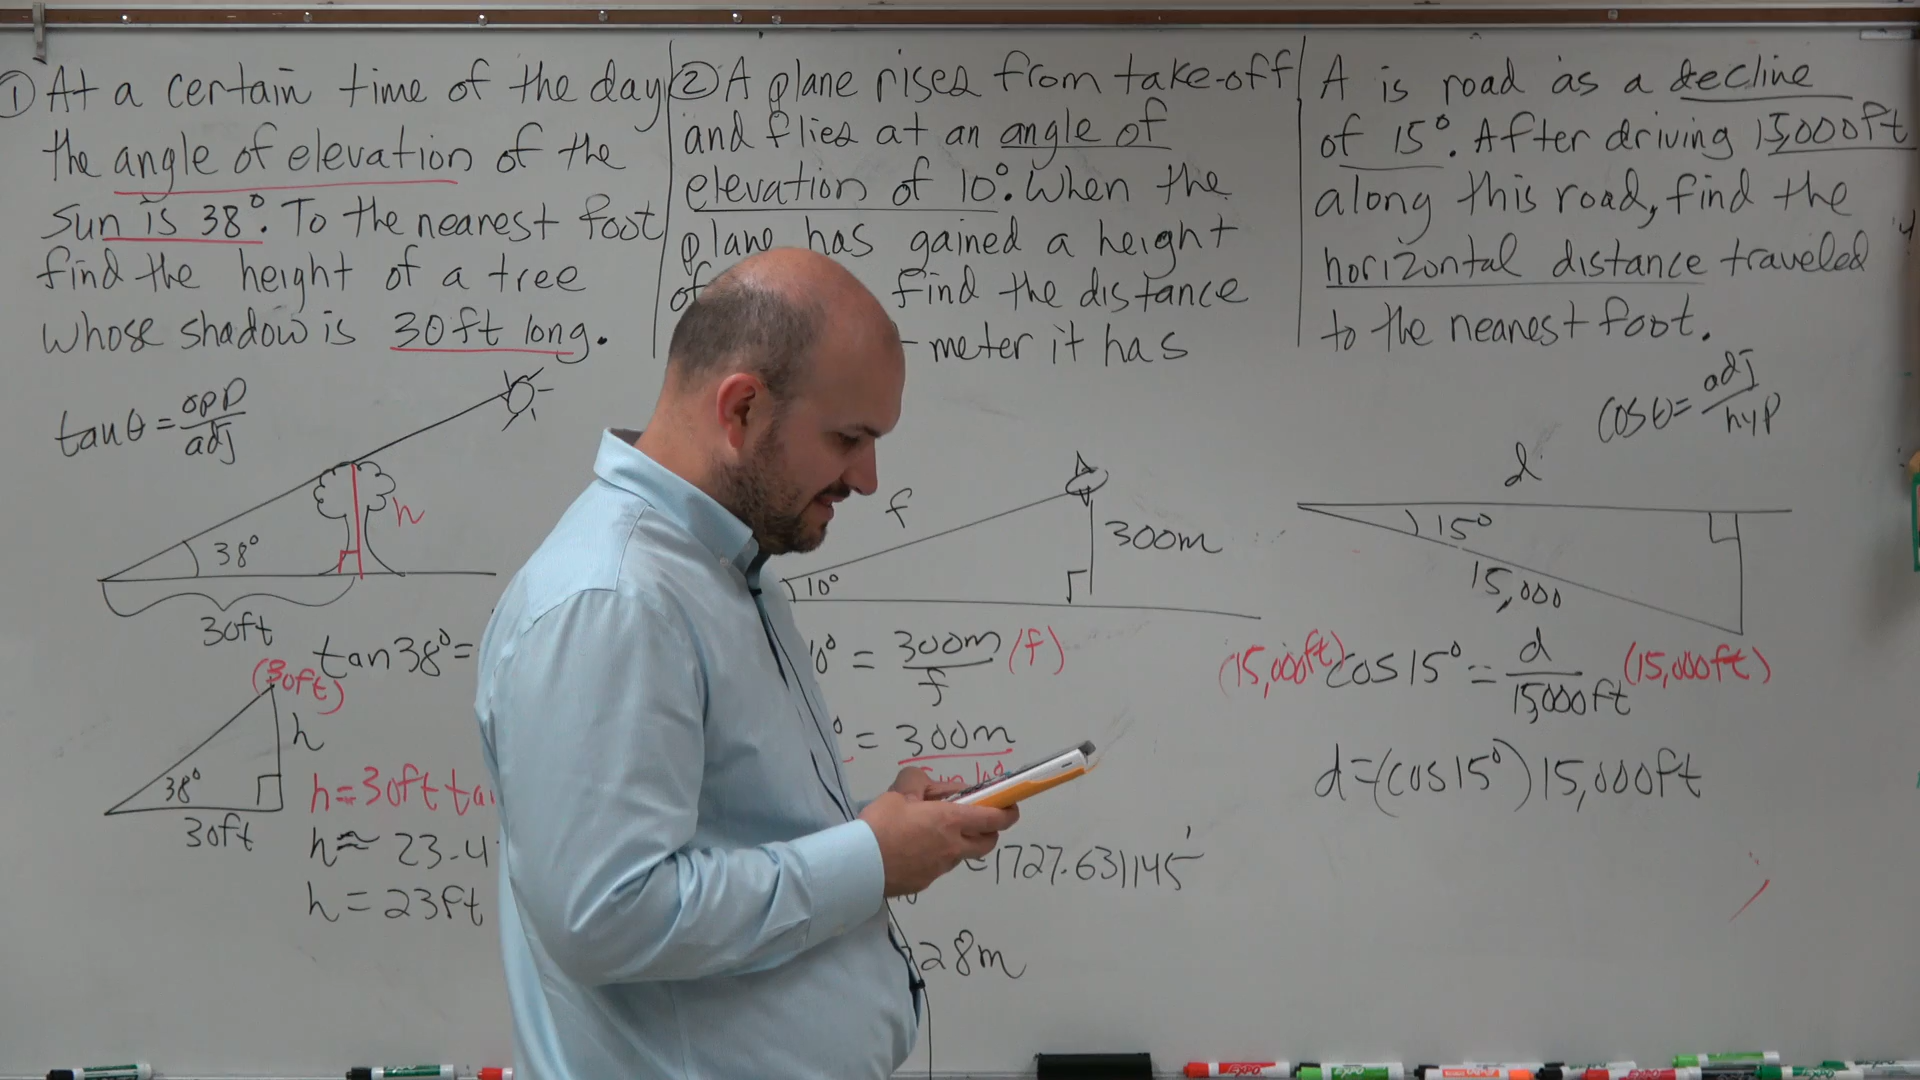 ① At a certain time of the day
the angle of elevation of the
sun is 38°. To the nearest foot
find the height of a tree
whose shadow is 30ft long.
tanθ = opp/adj
h
38°
30ft
tan38° =
(30ft)
h
38°
30ft
h = 30ft ta
h ≈ 23.4
h = 23ft
② A plane rises from take-off
and flies at an angle of
elevation of 10°. When the
plane has gained a height
of find the distance
meter it has
f
300m
10°
0° = 300m/f (f)
° = 300m
1727.631145
28m
A is road as a decline
of 15°. After driving 15,000ft
along this road, find the
horizontal distance traveled
to the nearest foot.
cosθ = adj/hyp
d
15°
15,000
(15,000ft) cos15° = d/15,000ft (15,000ft)
d = (cos15°) 15,000ft
EXPO